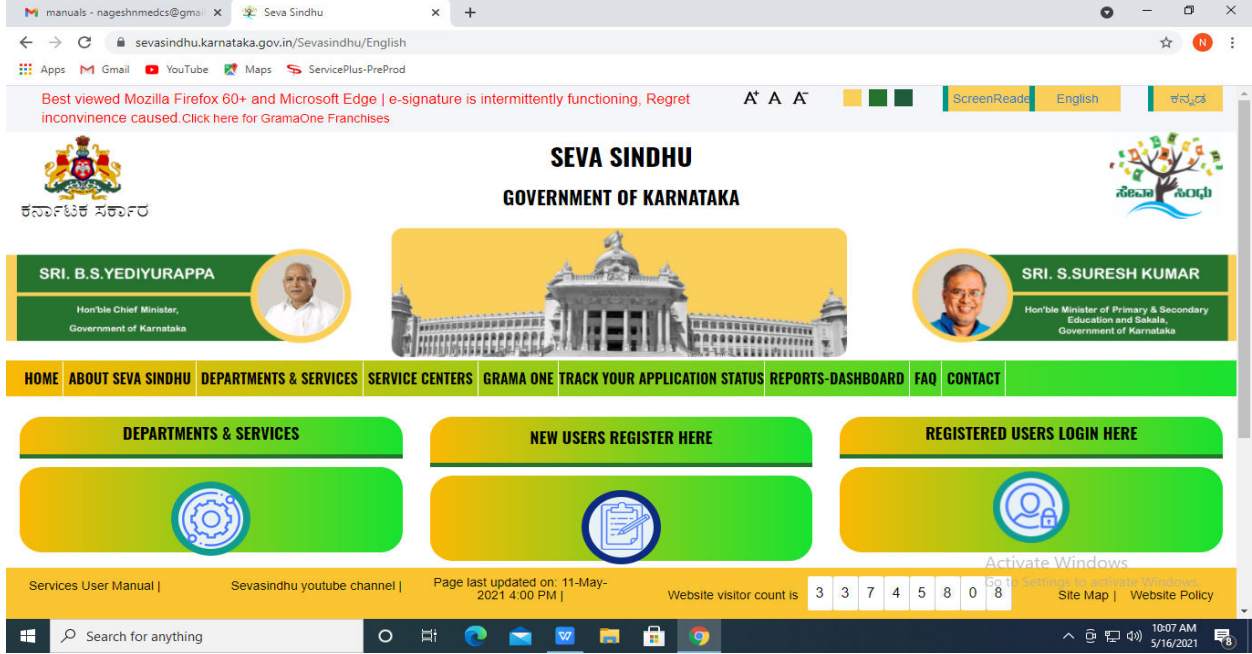 manuals - nageshnmedcs@gmai
Seva Sindhu
sevasindhu.karnataka.gov.in/Sevasindhu/English
N
Apps Gmail YouTube Maps ServicePlus-PreProd
Best viewed Mozilla Firefox 60+ and Microsoft Edge | e-signature is intermittently functioning, Regret
inconvinence caused.Click here for GramaOne Franchises
A+ A A-
ScreenReade English ಕನ್ನಡ
ಕರ್ನಾಟಕ ಸರ್ಕಾರ
SEVA SINDHU
GOVERNMENT OF KARNATAKA
ಸೇವಾ ಸಿಂಧು
SRI. B.S.YEDIYURAPPA
Hon'ble Chief Minister,
Government of Karnataka
SRI. S.SURESH KUMAR
Hon'ble Minister of Primary & Secondary
Education and Sakala,
Government of Karnataka
HOME ABOUT SEVA SINDHU DEPARTMENTS & SERVICES SERVICE CENTERS GRAMA ONE TRACK YOUR APPLICATION STATUS REPORTS-DASHBOARD FAQ CONTACT
DEPARTMENTS & SERVICES
NEW USERS REGISTER HERE
REGISTERED USERS LOGIN HERE
Activate Windows
Go to Settings to activate Windows.
Services User Manual |
Sevasindhu youtube channel |
Page last updated on: 11-May-
2021 4:00 PM |
Website visitor count is 3 3 7 4 5 8 0 8
Site Map | Website Policy
Search for anything
10:07 AM
5/16/2021
8